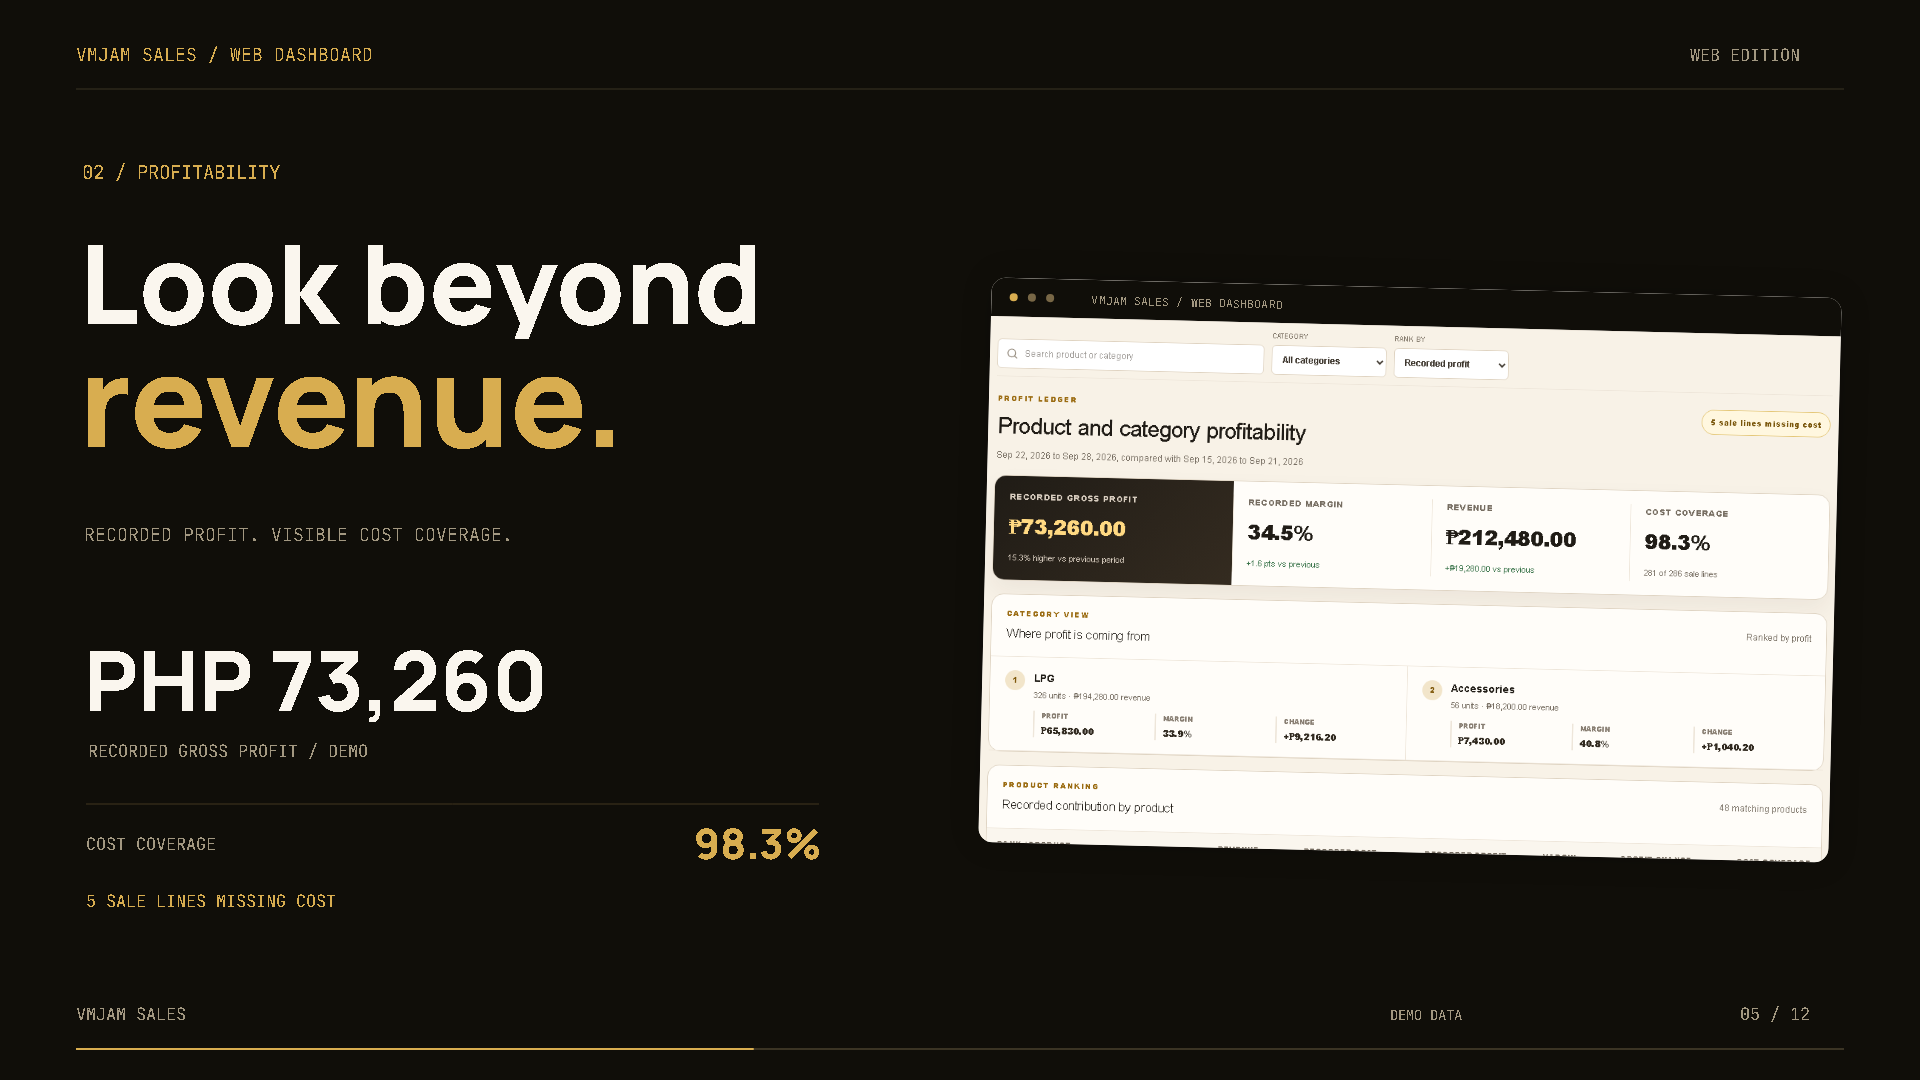 VMJAM SALES / WEB DASHBOARD
WEB EDITION
02 / PROFITABILITY
Look beyond
revenue.
RECORDED PROFIT. VISIBLE COST COVERAGE.
PHP 73,260
RECORDED GROSS PROFIT / DEMO
COST COVERAGE
98.3%
5 SALE LINES MISSING COST
VMJAM SALES / WEB DASHBOARD
Search product or category
CATEGORY
All categories
RANK BY
Recorded profit
PROFIT LEDGER
Product and category profitability
Sep 22, 2026 to Sep 28, 2026, compared with Sep 15, 2026 to Sep 21, 2026
5 sale lines missing cost
RECORDED GROSS PROFIT
₱73,260.00
15.3% higher vs previous period
RECORDED MARGIN
34.5%
+1.6 pts vs previous
REVENUE
₱212,480.00
+₱19,280.00 vs previous
COST COVERAGE
98.3%
281 of 286 sale lines
CATEGORY VIEW
Where profit is coming from
Ranked by profit
1
LPG
326 units · ₱194,280.00 revenue
PROFIT
₱65,830.00
MARGIN
33.9%
CHANGE
+₱9,216.20
2
Accessories
56 units · ₱18,200.00 revenue
PROFIT
₱7,430.00
MARGIN
40.8%
CHANGE
+₱1,040.20
PRODUCT RANKING
Recorded contribution by product
48 matching products
VMJAM SALES
DEMO DATA
05 / 12